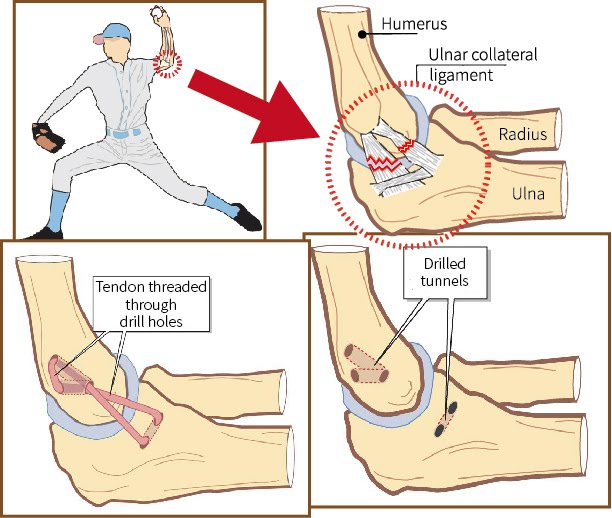 Humerus
Ulnar collateral
ligament
Radius
Ulna
Tendon threaded
through
drill holes
Drilled
tunnels